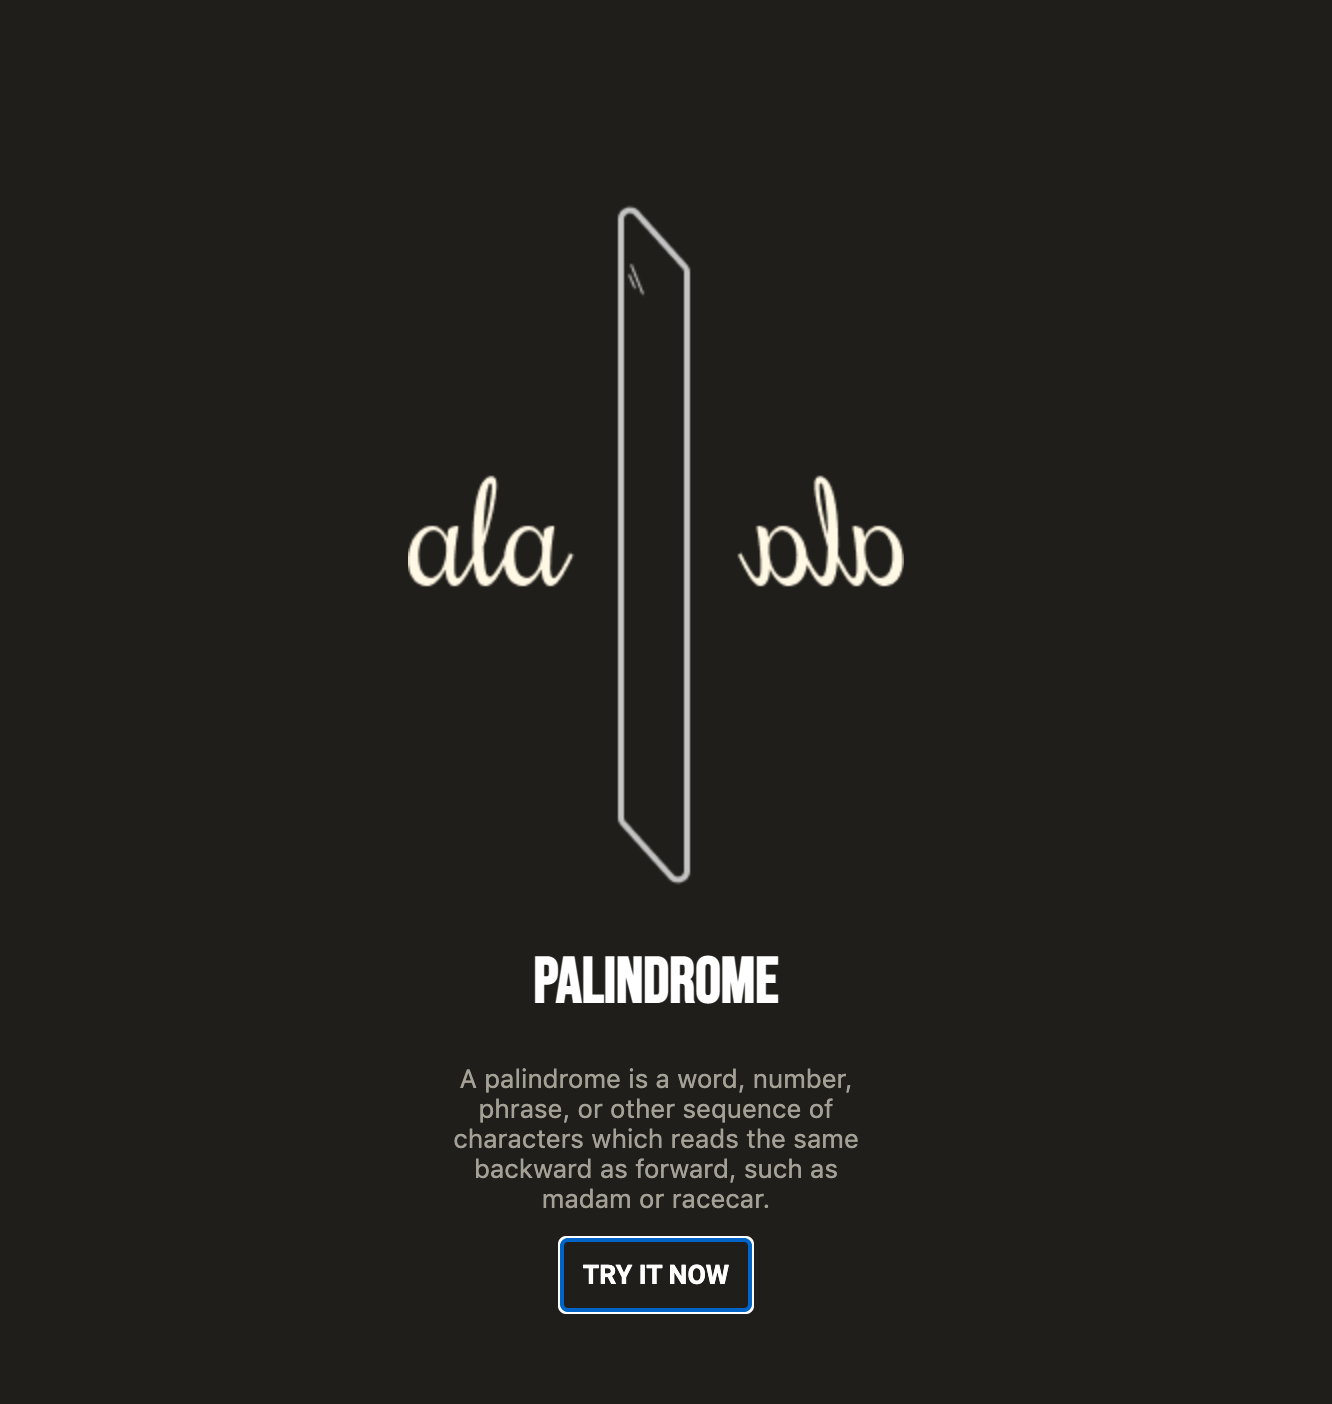 ala ala
PALINDROME
A palindrome is a word, number,
phrase, or other sequence of
characters which reads the same
backward as forward, such as
madam or racecar.
TRY IT NOW